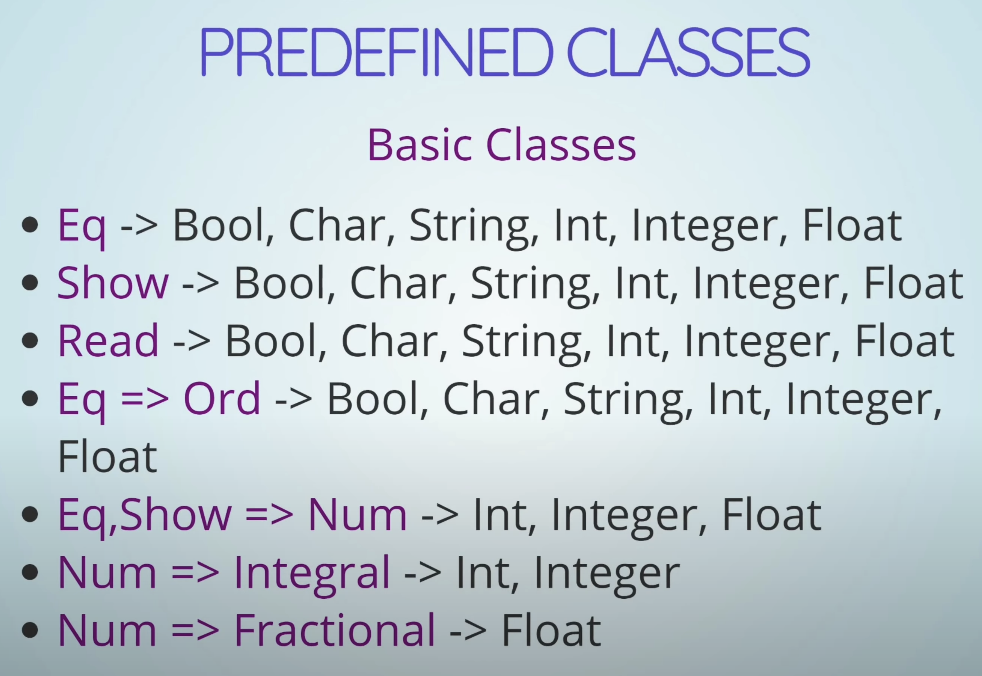 PREDEFINED CLASSES
Basic Classes
• Eq -> Bool, Char, String, Int, Integer, Float
• Show -> Bool, Char, String, Int, Integer, Float
• Read -> Bool, Char, String, Int, Integer, Float
• Eq => Ord -> Bool, Char, String, Int, Integer,
Float
• Eq,Show => Num -> Int, Integer, Float
• Num => Integral -> Int, Integer
• Num => Fractional -> Float